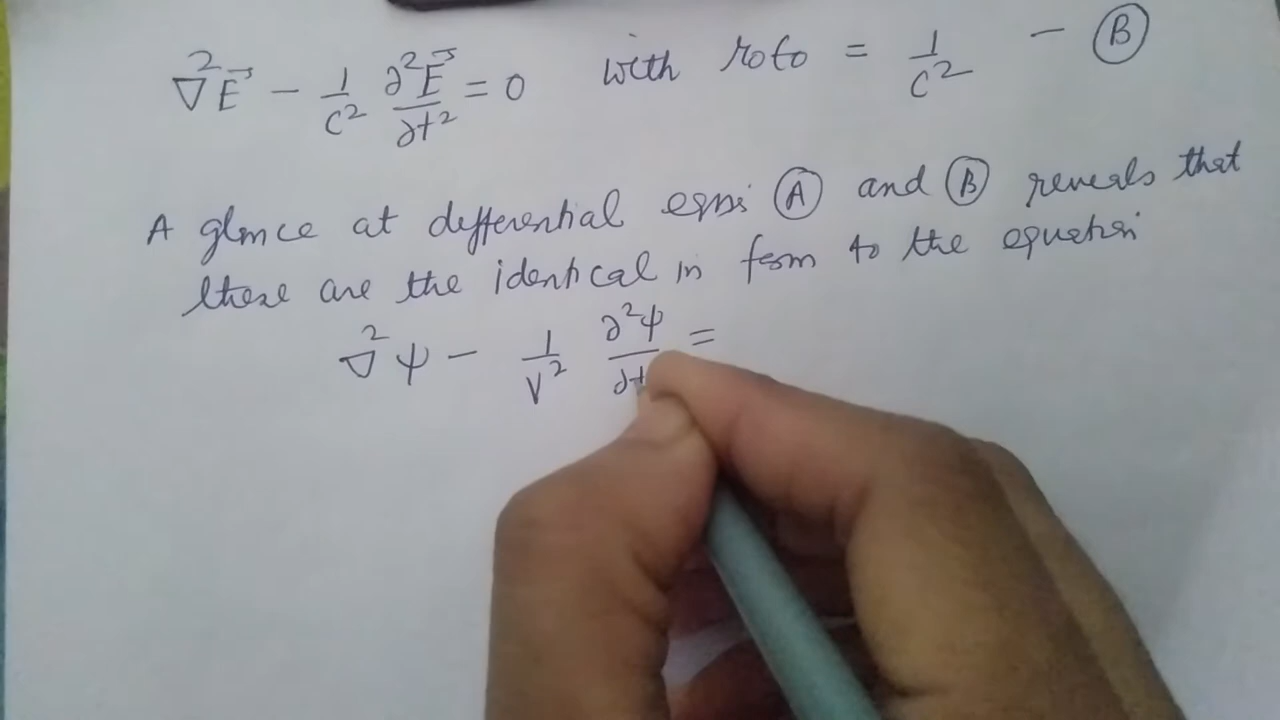 ∇²E⃗ - 1/C² ∂²E⃗/∂t² = 0 with roto = 1/C² - Ⓑ
A glance at differential eqns Ⓐ and Ⓑ reveals that
these are the identical in form to the equation
∇²ψ - 1/V² ∂²ψ/∂t =